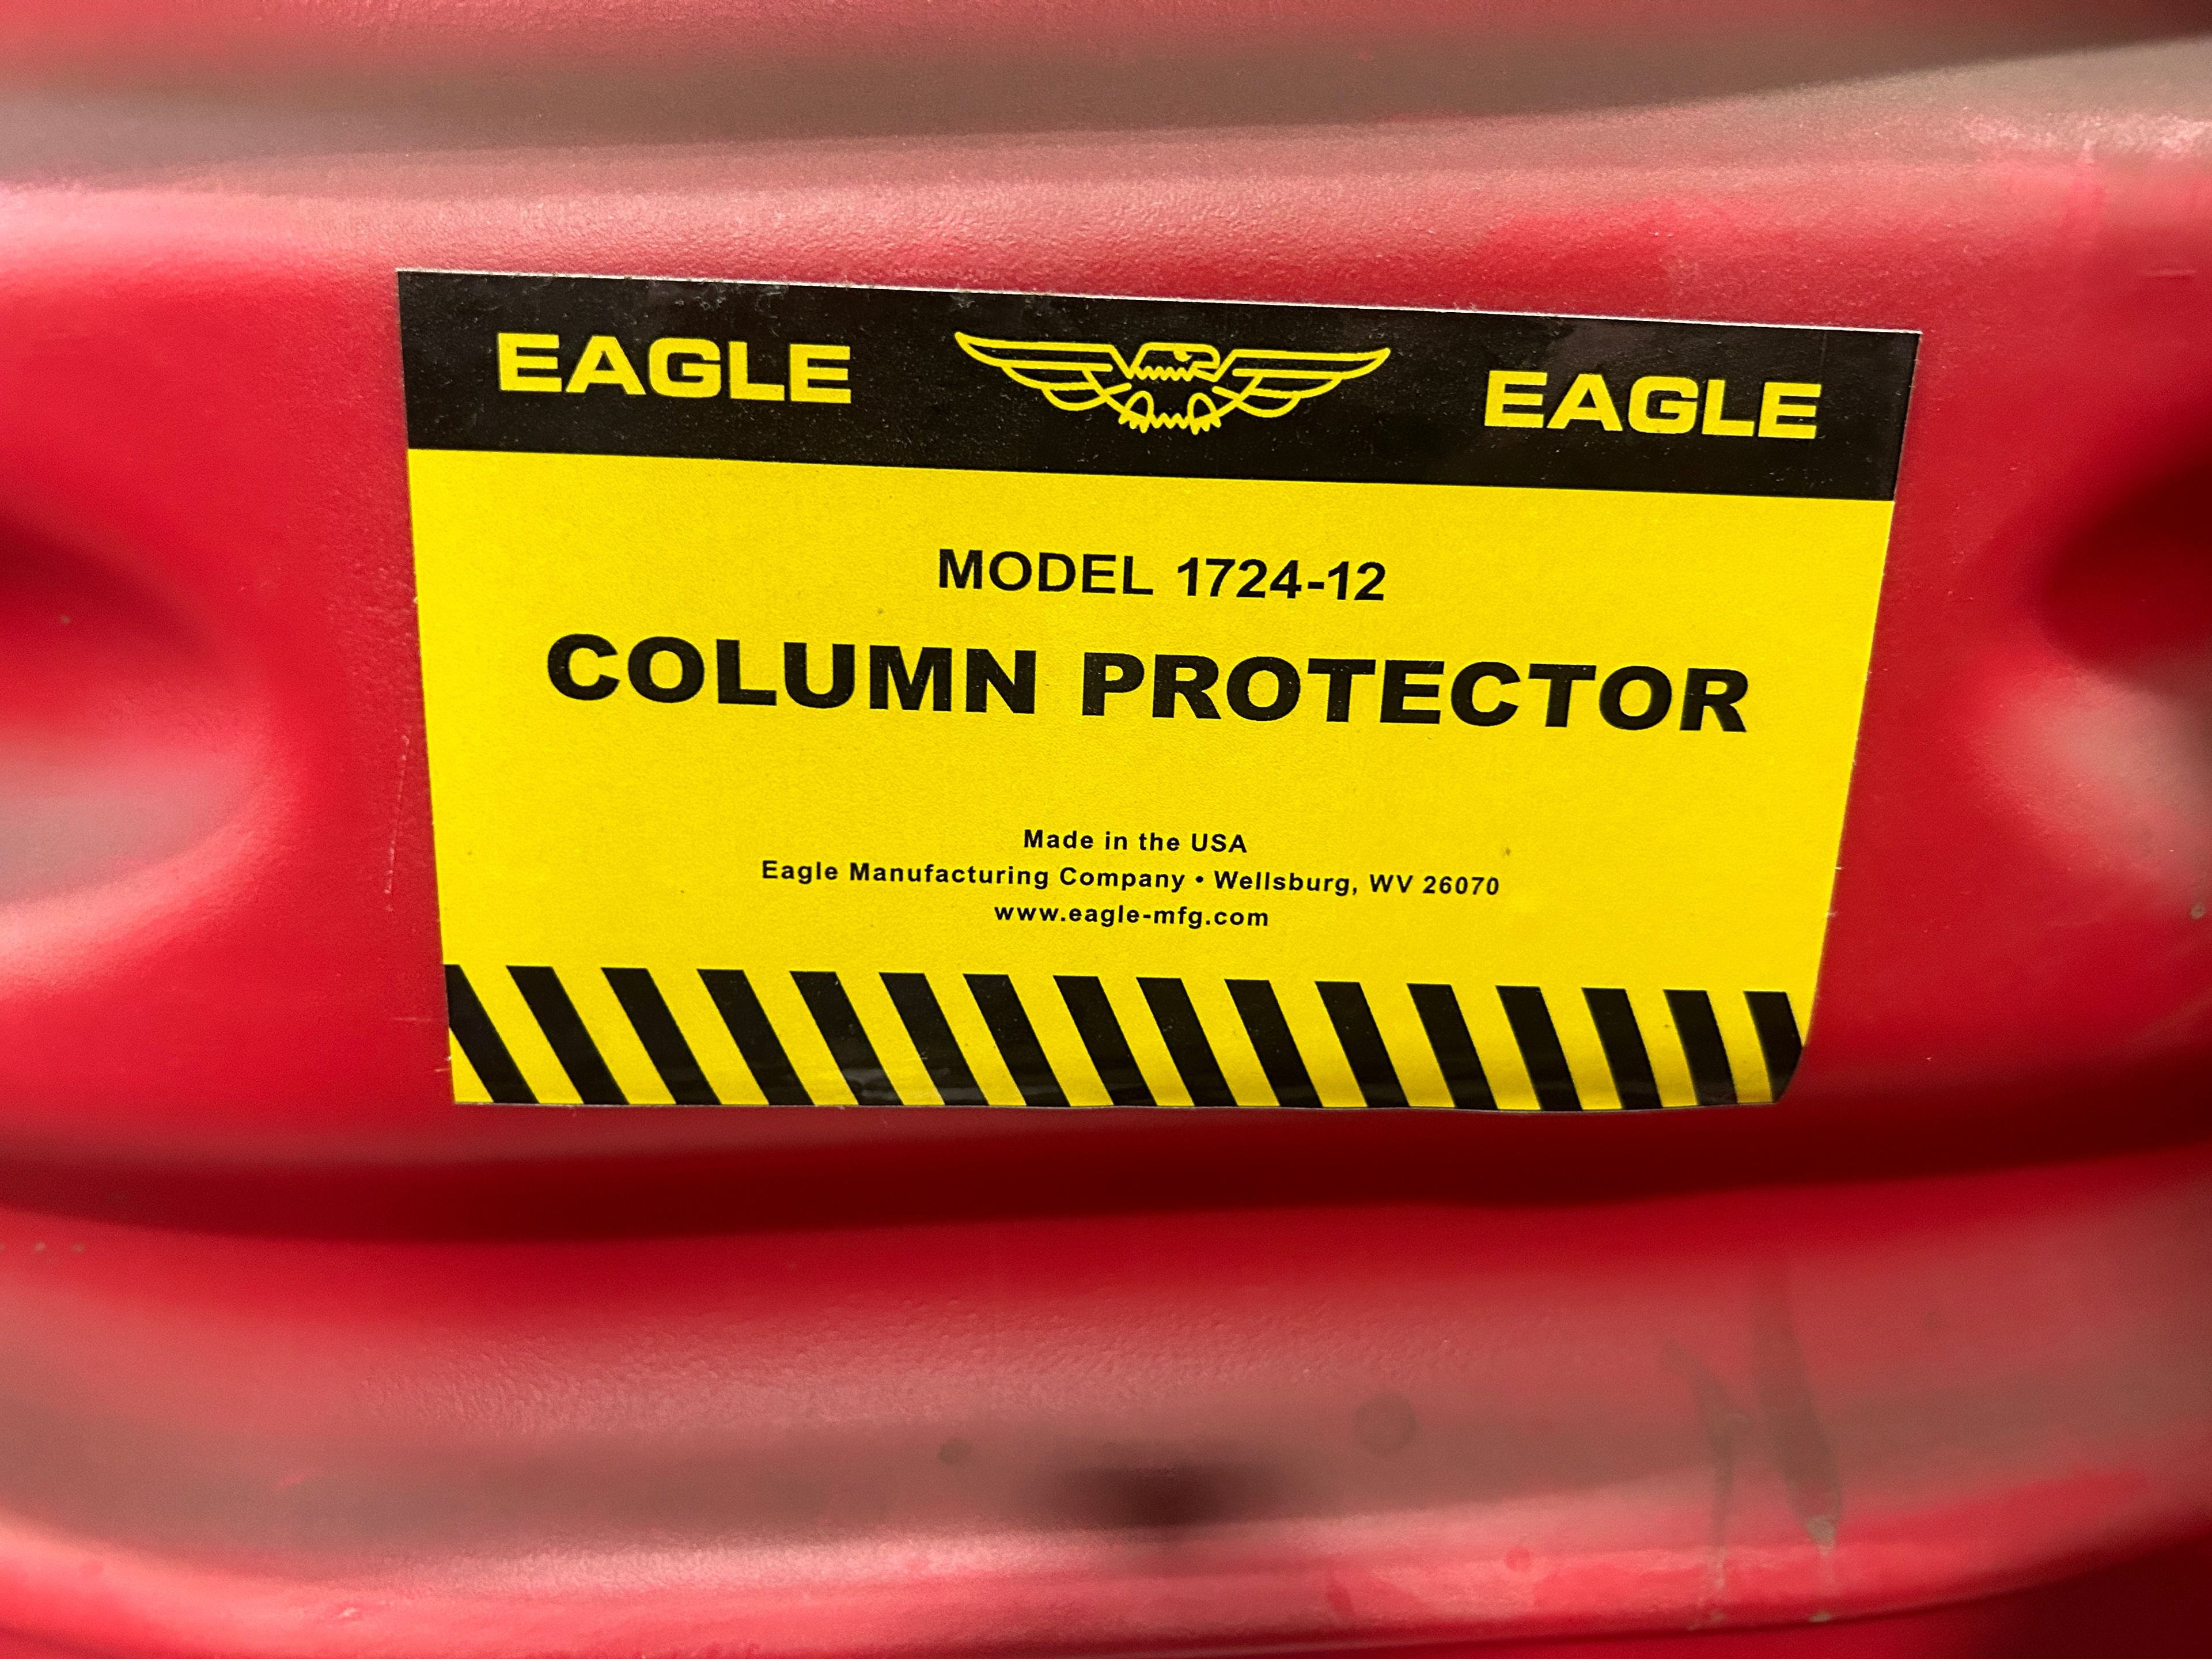 EAGLE EAGLE
MODEL 1724-12
COLUMN PROTECTOR
Made in the USA
Eagle Manufacturing Company • Wellsburg, WV 26070
www.eagle-mfg.com